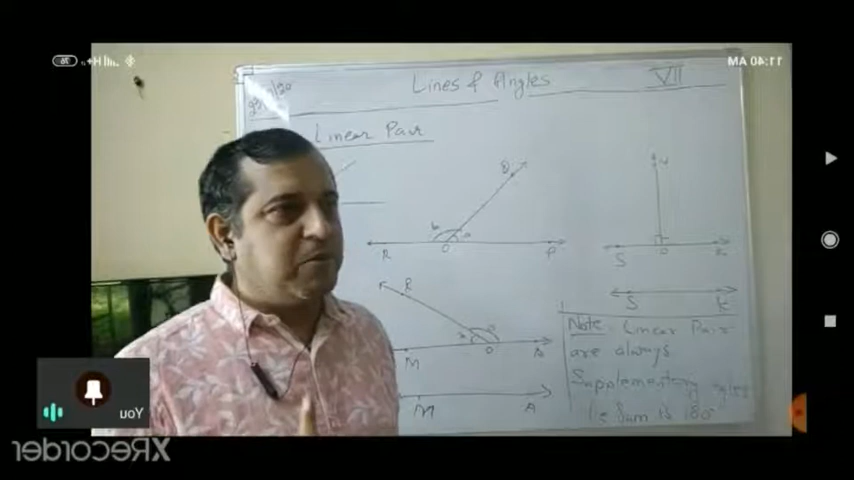 76 H+
11:40 AM
Lines & Angles
VII
Linear Pair
b
a
R
O
P
S
O
R
M
O
A
S
K
M
A
Note: Linear Pair
are always
Supplementary angles
i.e Sum is 180°
You
XRecorder